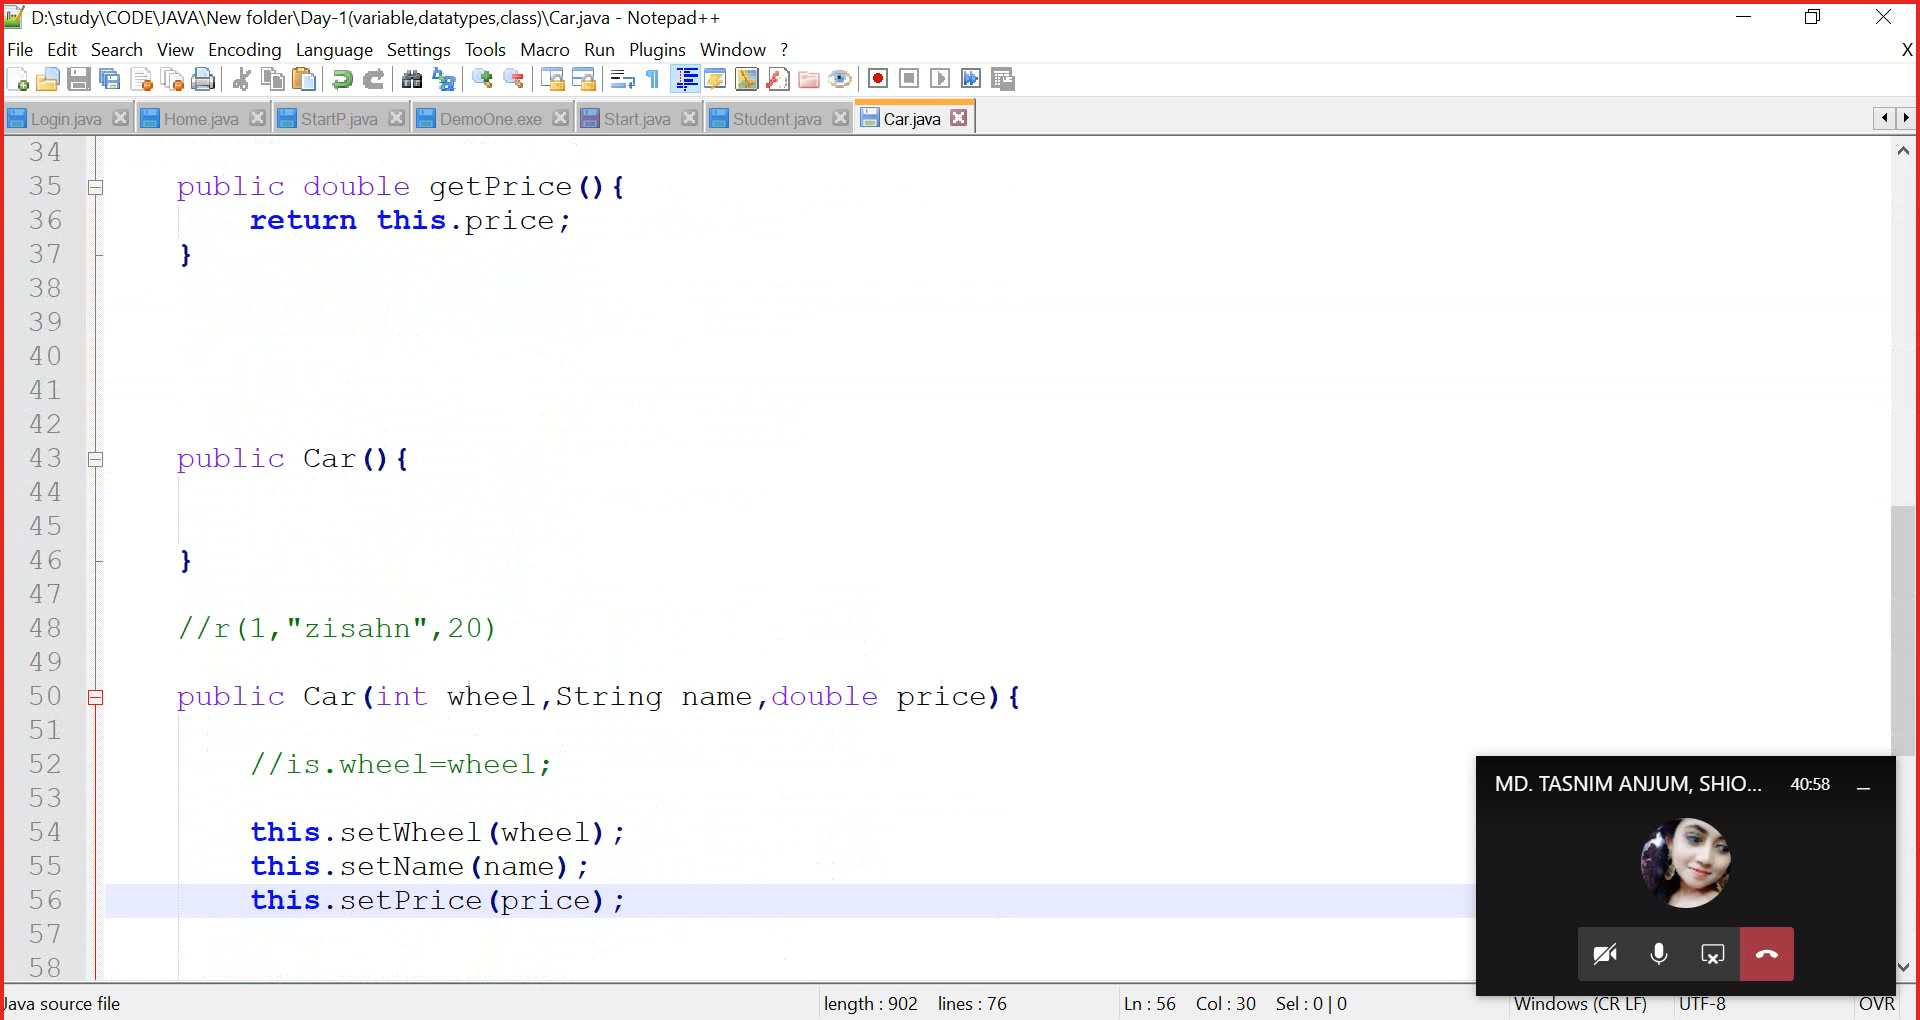 D:\study\CODE\JAVA\New folder\Day-1(variable,datatypes,class)\Car.java - Notepad++
File Edit Search View Encoding Language Settings Tools Macro Run Plugins Window ? X
Login.java Home.java StartP.java DemoOne.exe Start.java Student.java Car.java
34
35 public double getPrice(){
36 return this.price;
37 }
38
39
40
41
42
43 public Car(){
44
45
46 }
47
48 //r(1,"zisahn",20)
49
50 public Car(int wheel,String name,double price){
51
52 //is.wheel=wheel;
53
54 this.setWheel(wheel);
55 this.setName(name);
56 this.setPrice(price);
57
58
MD. TASNIM ANJUM, SHIO... 40:58
Java source file length : 902 lines : 76 Ln : 56 Col : 30 Sel : 0 | 0 Windows (CR LF) UTF-8 OVR